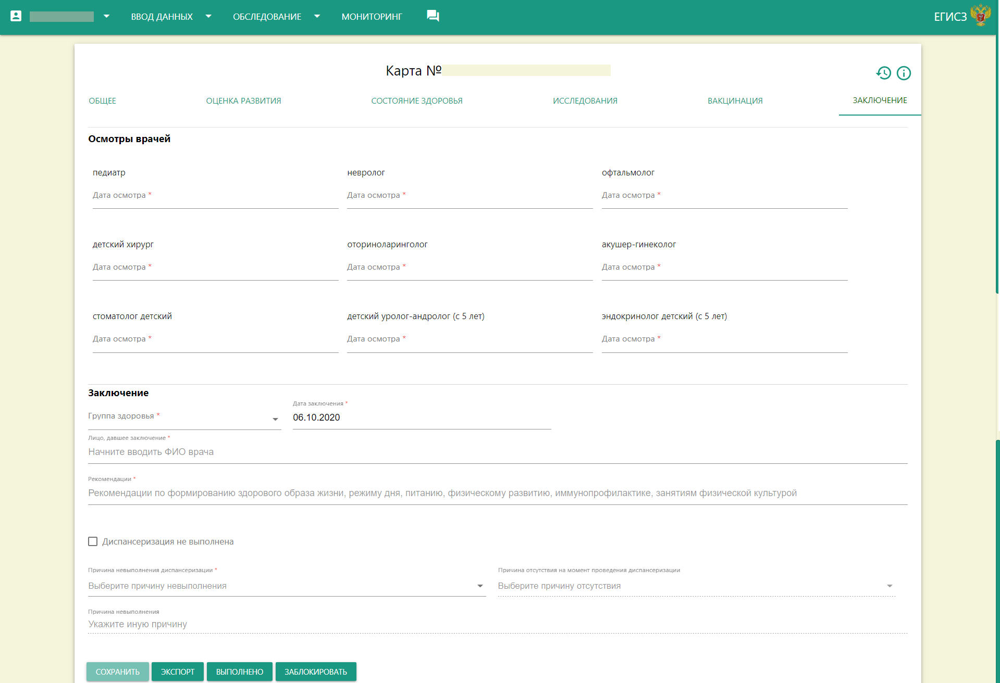 ВВОД ДАННЫХ ОБСЛЕДОВАНИЕ МОНИТОРИНГ ЕГИСЗ
Карта №
ОБЩЕЕ ОЦЕНКА РАЗВИТИЯ СОСТОЯНИЕ ЗДОРОВЬЯ ИССЛЕДОВАНИЯ ВАКЦИНАЦИЯ ЗАКЛЮЧЕНИЕ
Осмотры врачей
педиатр невролог офтальмолог
Дата осмотра * Дата осмотра * Дата осмотра *
детский хирург оториноларинголог акушер-гинеколог
Дата осмотра * Дата осмотра * Дата осмотра *
стоматолог детский детский уролог-андролог (с 5 лет) эндокринолог детский (с 5 лет)
Дата осмотра * Дата осмотра * Дата осмотра *
Заключение
Дата заключения *
Группа здоровья * 06.10.2020
Лицо, давшее заключение *
Начните вводить ФИО врача
Рекомендации *
Рекомендации по формированию здорового образа жизни, режиму дня, питанию, физическому развитию, иммунопрофилактике, занятиям физической культурой
Диспансеризация не выполнена
Причина невыполнения диспансеризации * Причина отсутствия на момент проведения диспансеризации
Выберите причину невыполнения Выберите причину отсутствия
Причина невыполнения
Укажите иную причину
СОХРАНИТЬ ЭКСПОРТ ВЫПОЛНЕНО ЗАБЛОКИРОВАТЬ